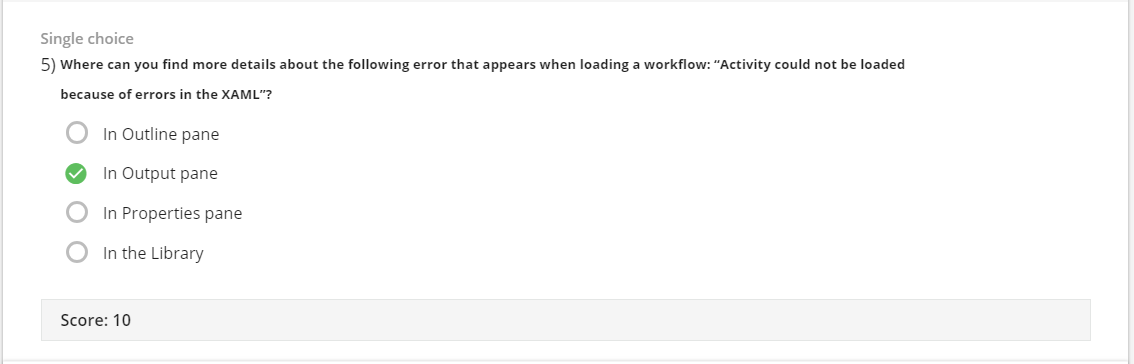 Single choice
5) Where can you find more details about the following error that appears when loading a workflow: “Activity could not be loaded
because of errors in the XAML”?
In Outline pane
In Output pane
In Properties pane
In the Library
Score: 10